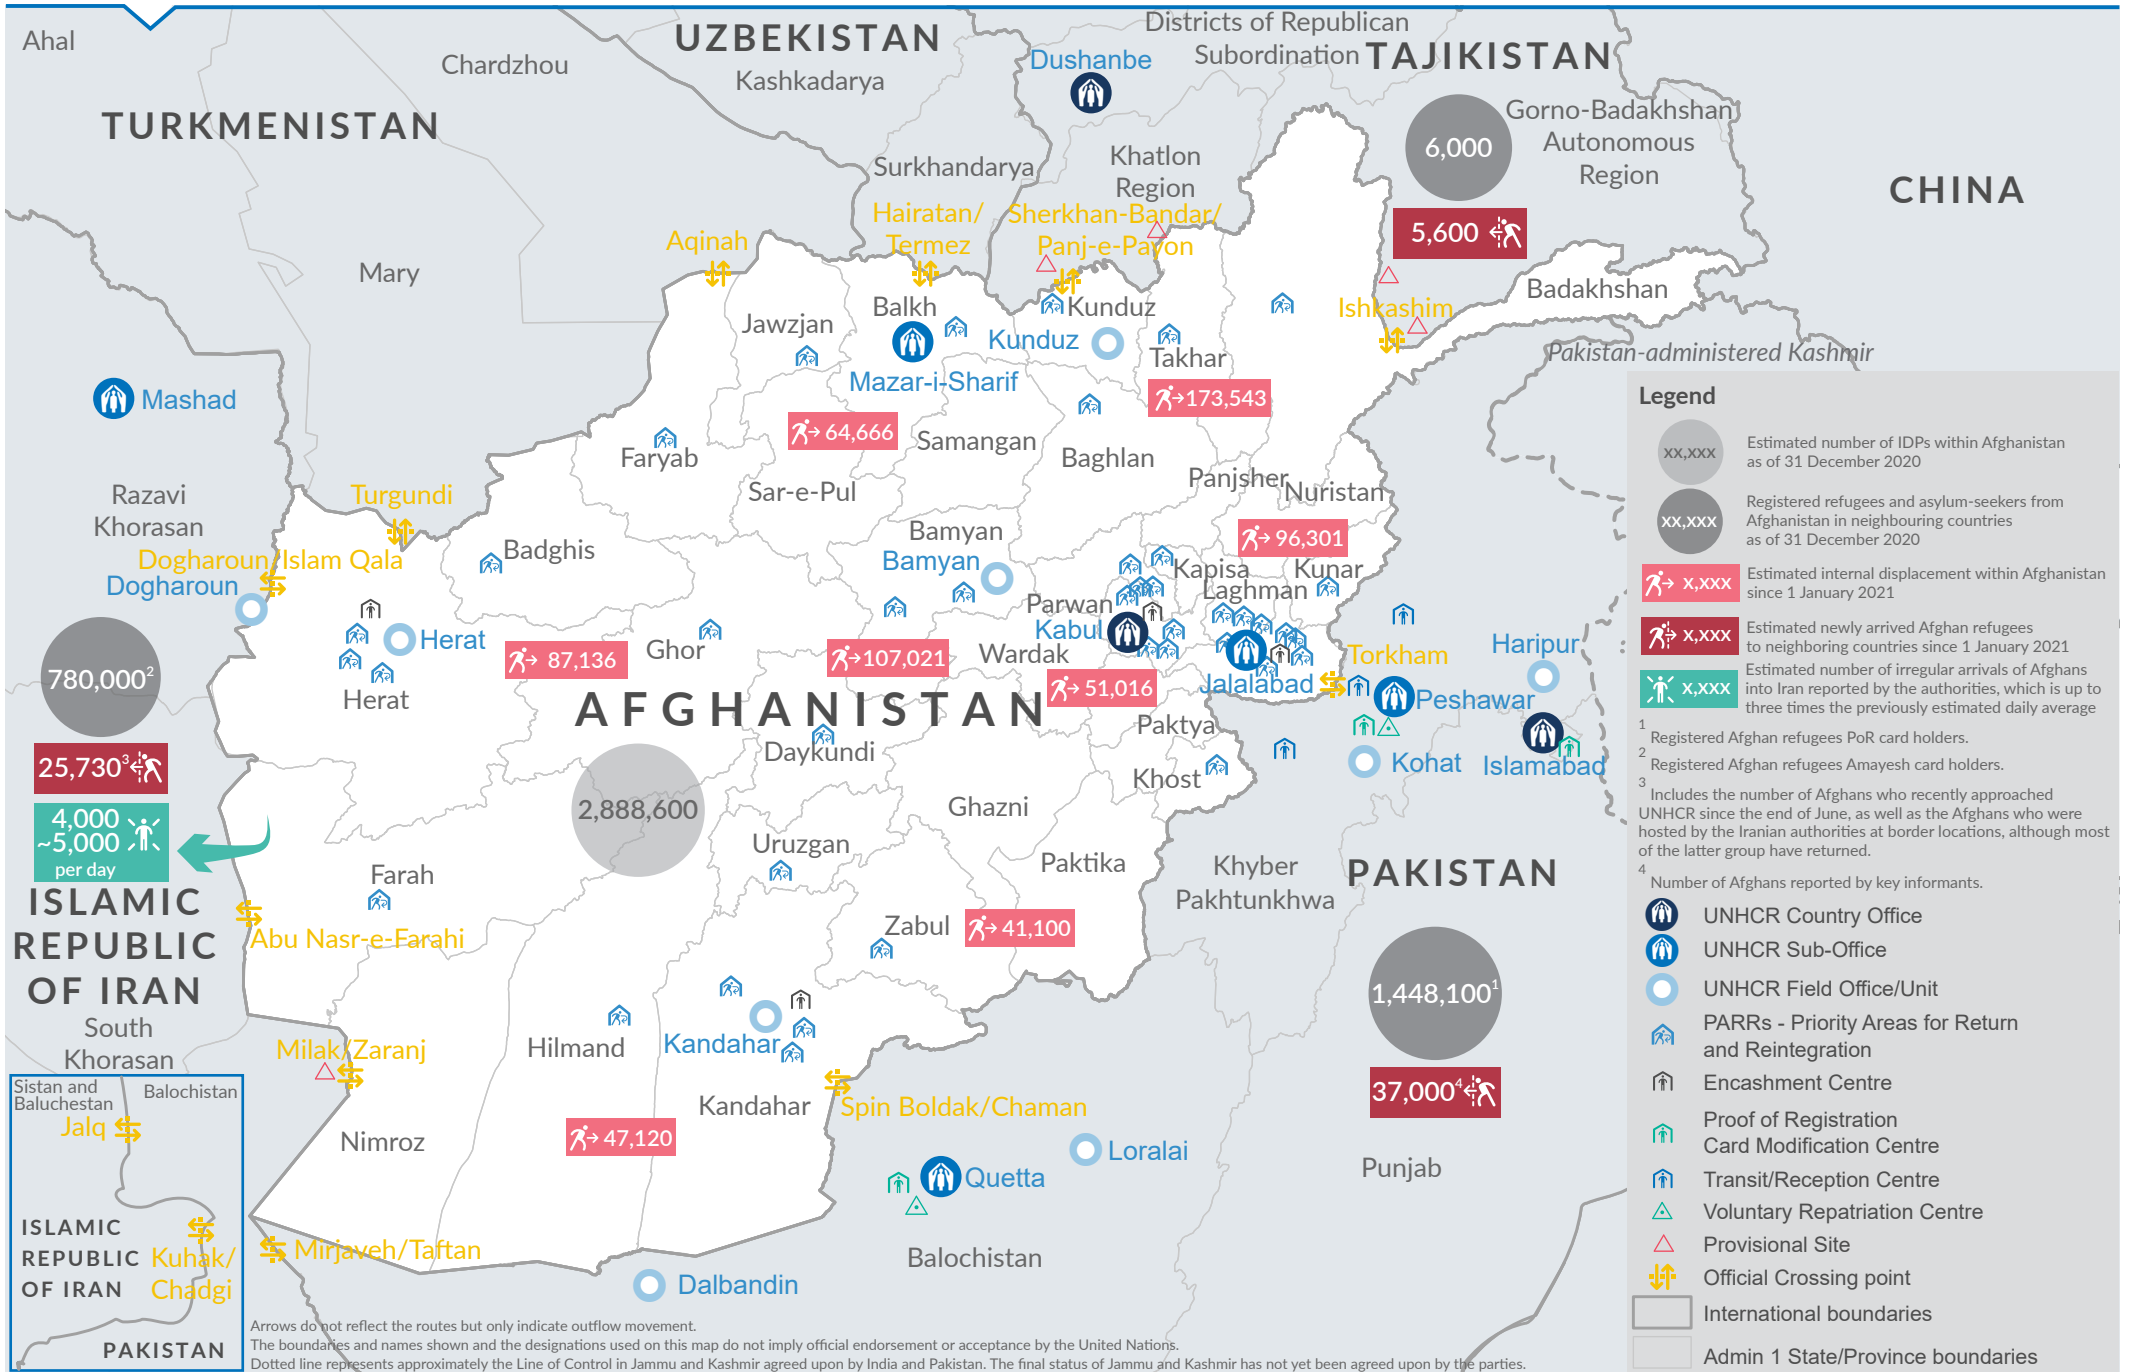 Ahal
Chardzhou
UZBEKISTAN
Kashkadarya
Districts of Republican
Subordination
TAJIKISTAN
Dushanbe
TURKMENISTAN
Gorno-Badakhshan
Autonomous
Region
6,000
5,600
CHINA
Surkhandarya
Khatlon
Region
Mary
Aqinah
Hairatan/
Termez
Sherkhan-Bandar/
Panj-e-Payon
Ishkashim
Badakhshan
Pakistan-administered Kashmir
Jawzjan
Balkh
Mazar-i-Sharif
Kunduz
Kunduz
Takhar
173,543
Mashad
64,666
Samangan
Faryab
Baghlan
Sar-e-Pul
Panjsher
Nuristan
Razavi
Khorasan
Turgundi
Dogharoun/Islam Qala
Dogharoun
Badghis
Bamyan
Bamyan
96,301
Kapisa
Kunar
Laghman
Parwan
Kabul
Herat
87,136
Ghor
107,021
Wardak
51,016
Jalalabad
Torkham
Haripur
Peshawar
Herat
780,000²
25,730³
4,000
~5,000
per day
AFGHANISTAN
2,888,600
Daykundi
Paktya
Khost
Kohat
Islamabad
Ghazni
Uruzgan
Paktika
Khyber
Pakhtunkhwa
PAKISTAN
Farah
Abu Nasr-e-Farahi
ISLAMIC
REPUBLIC
OF IRAN
Zabul
41,100
1,448,100¹
37,000⁴
South
Khorasan
Milak/Zaranj
Hilmand
Kandahar
Kandahar
Spin Boldak/Chaman
47,120
Nimroz
Loralai
Quetta
Punjab
Balochistan
Mirjaveh/Taftan
Dalbandin
Sistan and
Baluchestan
Balochistan
Jalq
ISLAMIC
REPUBLIC
OF IRAN
Kuhak/
Chadgi
PAKISTAN
Legend
xx,xxx
Estimated number of IDPs within Afghanistan
as of 31 December 2020
xx,xxx
Registered refugees and asylum-seekers from
Afghanistan in neighbouring countries
as of 31 December 2020
x,xxx
Estimated internal displacement within Afghanistan
since 1 January 2021
x,xxx
Estimated newly arrived Afghan refugees
to neighboring countries since 1 January 2021
x,xxx
Estimated number of irregular arrivals of Afghans
into Iran reported by the authorities, which is up to
three times the previously estimated daily average
1 Registered Afghan refugees PoR card holders.
2 Registered Afghan refugees Amayesh card holders.
3 Includes the number of Afghans who recently approached
UNHCR since the end of June, as well as the Afghans who were
hosted by the Iranian authorities at border locations, although most
of the latter group have returned.
4 Number of Afghans reported by key informants.
UNHCR Country Office
UNHCR Sub-Office
UNHCR Field Office/Unit
PARRs - Priority Areas for Return
and Reintegration
Encashment Centre
Proof of Registration
Card Modification Centre
Transit/Reception Centre
Voluntary Repatriation Centre
Provisional Site
Official Crossing point
International boundaries
Admin 1 State/Province boundaries
Arrows do not reflect the routes but only indicate outflow movement.
The boundaries and names shown and the designations used on this map do not imply official endorsement or acceptance by the United Nations.
Dotted line represents approximately the Line of Control in Jammu and Kashmir agreed upon by India and Pakistan. The final status of Jammu and Kashmir has not yet been agreed upon by the parties.